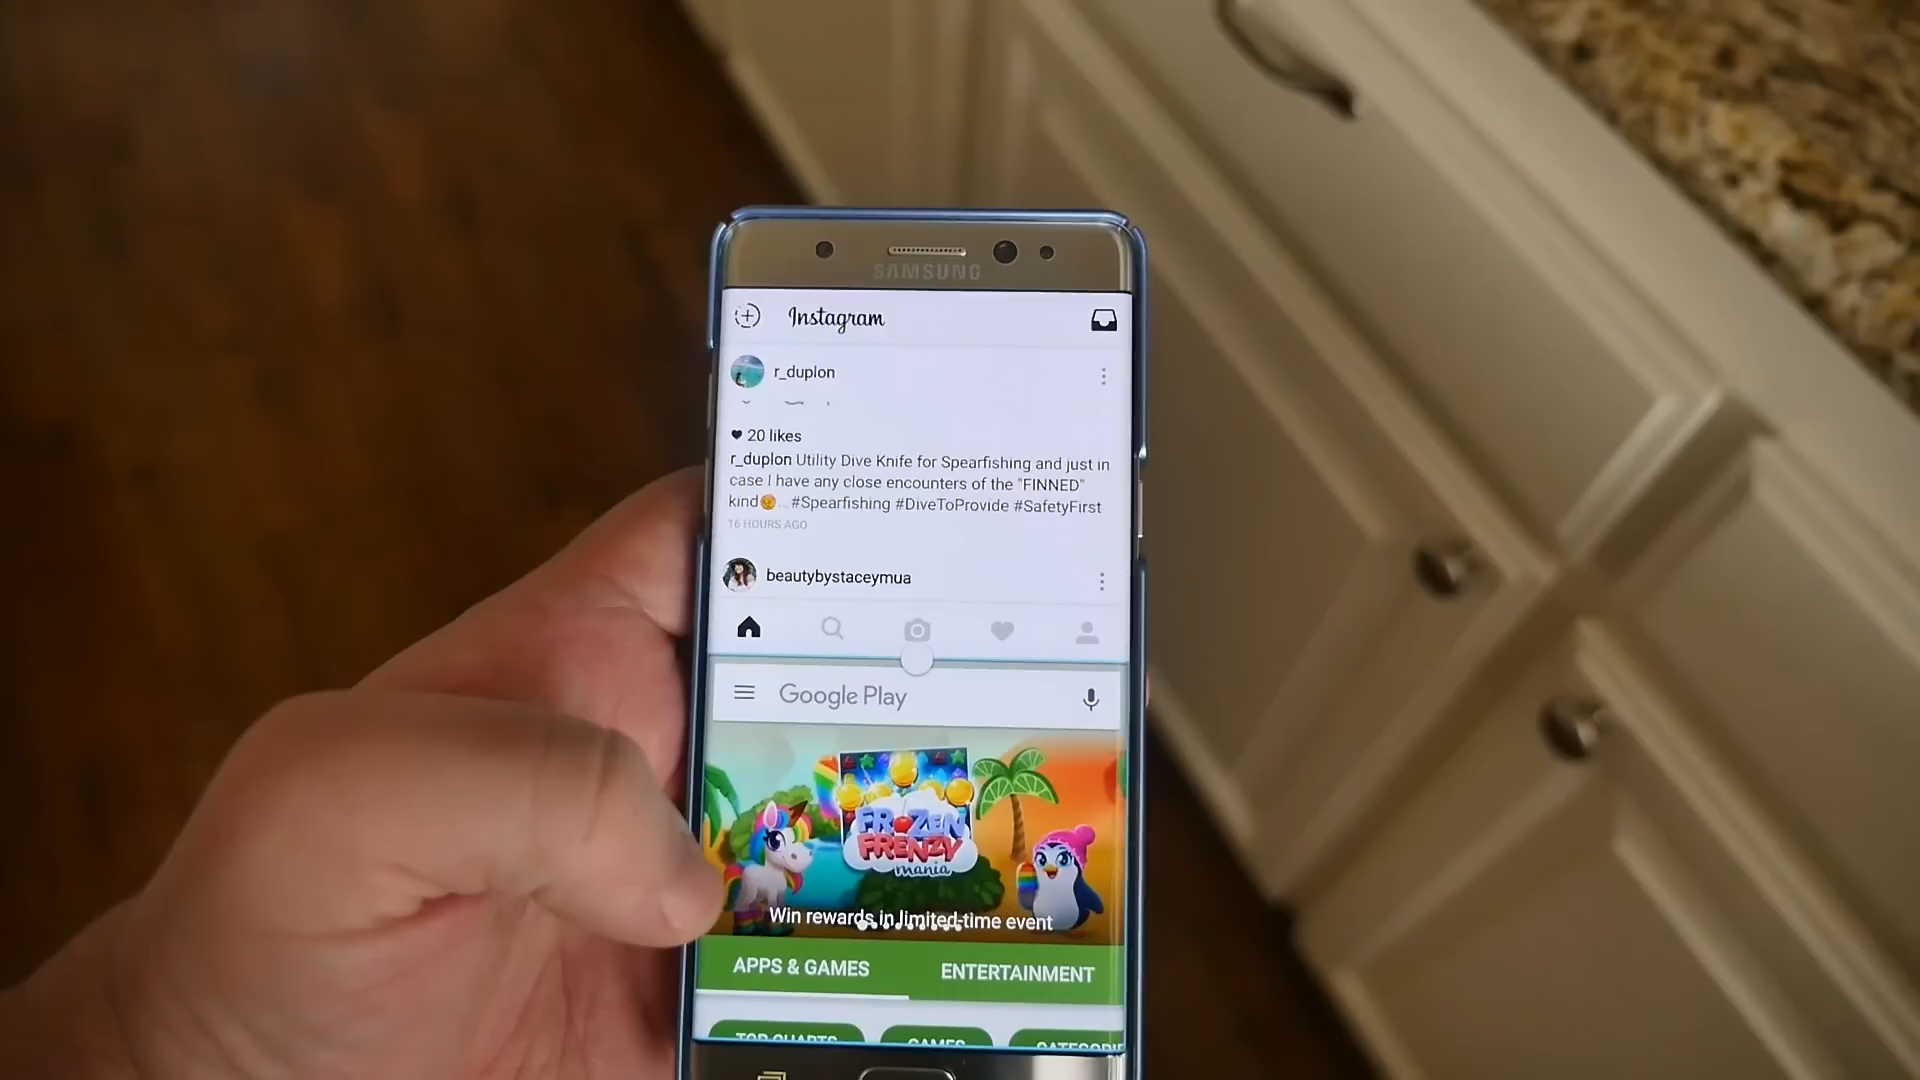 SAMSUNG
Instagram
r_duplon
20 likes
r_duplon Utility Dive Knife for Spearfishing and just in
case I have any close encounters of the "FINNED"
kind😠... #Spearfishing #DiveToProvide #SafetyFirst
16 HOURS AGO
beautybystaceymua
Google Play
FROZEN
FRENZY
mania
Win rewards in limited-time event
APPS & GAMES
ENTERTAINMENT
TOP CHARTS
GAMES
CATEGORI